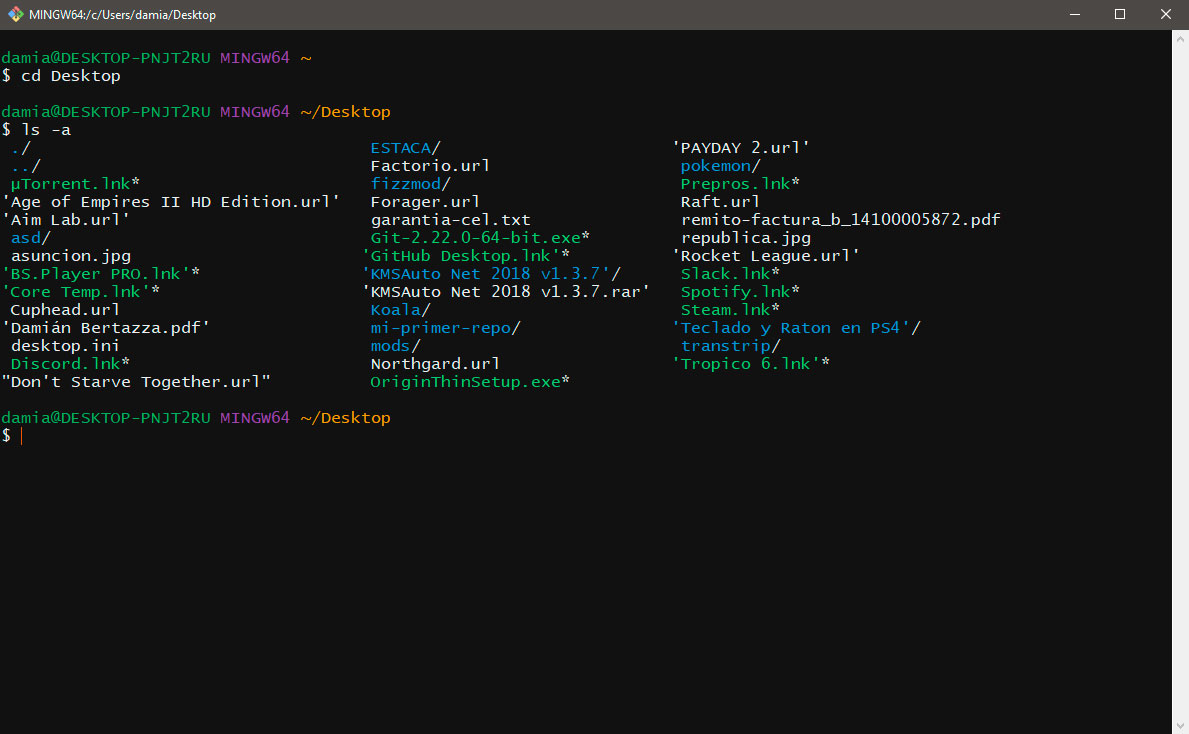 MINGW64:/c/Users/damia/Desktop
damia@DESKTOP-PNJT2RU MINGW64 ~
$ cd Desktop
damia@DESKTOP-PNJT2RU MINGW64 ~/Desktop
$ ls -a
./ ESTACA/ 'PAYDAY 2.url'
../ Factorio.url pokemon/
µTorrent.lnk* fizzmod/ Prepros.lnk*
'Age of Empires II HD Edition.url' Forager.url Raft.url
'Aim Lab.url' garantia-cel.txt remito-factura_b_14100005872.pdf
asd/ Git-2.22.0-64-bit.exe* republica.jpg
asuncion.jpg 'GitHub Desktop.lnk'* 'Rocket League.url'
'BS.Player PRO.lnk'* 'KMSAuto Net 2018 v1.3.7'/ Slack.lnk*
'Core Temp.lnk'* 'KMSAuto Net 2018 v1.3.7.rar' Spotify.lnk*
Cuphead.url Koala/ Steam.lnk*
'Damián Bertazza.pdf' mi-primer-repo/ 'Teclado y Raton en PS4'/
desktop.ini mods/ transtrip/
Discord.lnk* Northgard.url 'Tropico 6.lnk'*
"Don't Starve Together.url" OriginThinSetup.exe*
damia@DESKTOP-PNJT2RU MINGW64 ~/Desktop
$